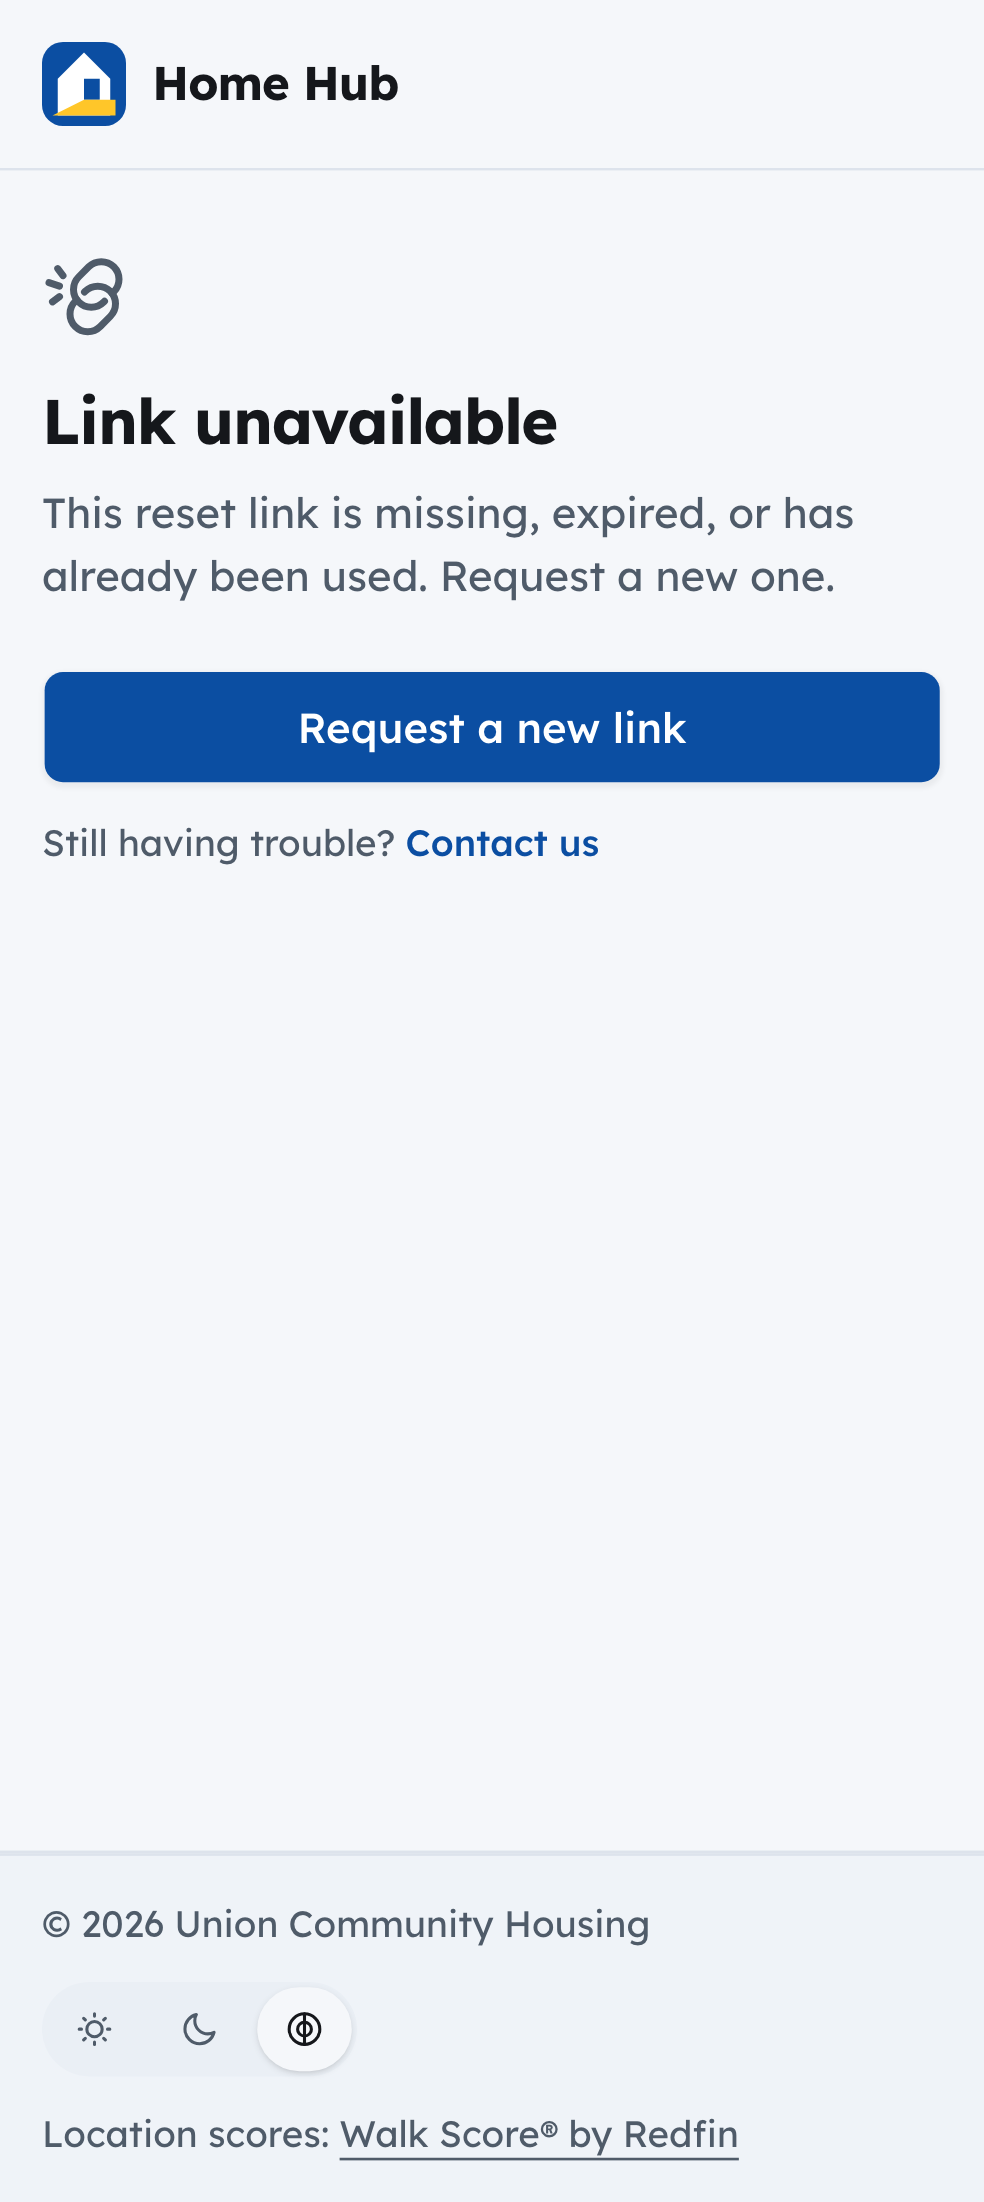 Home Hub
Link unavailable
This reset link is missing, expired, or has
already been used. Request a new one.
Request a new link
Still having trouble? Contact us
© 2026 Union Community Housing
Location scores: Walk Score® by Redfin